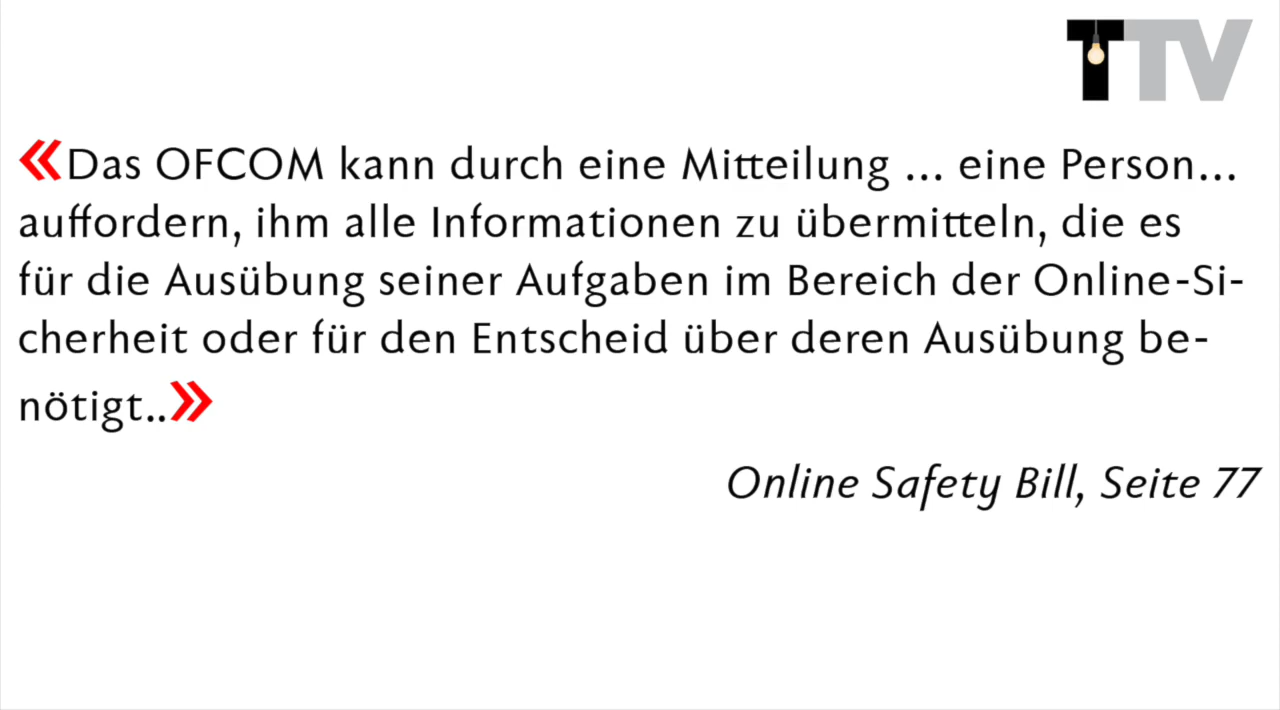 TTV
«Das OFCOM kann durch eine Mitteilung ... eine Person...
auffordern, ihm alle Informationen zu übermitteln, die es
für die Ausübung seiner Aufgaben im Bereich der Online-Si-
cherheit oder für den Entscheid über deren Ausübung be-
nötigt..»
Online Safety Bill, Seite 77